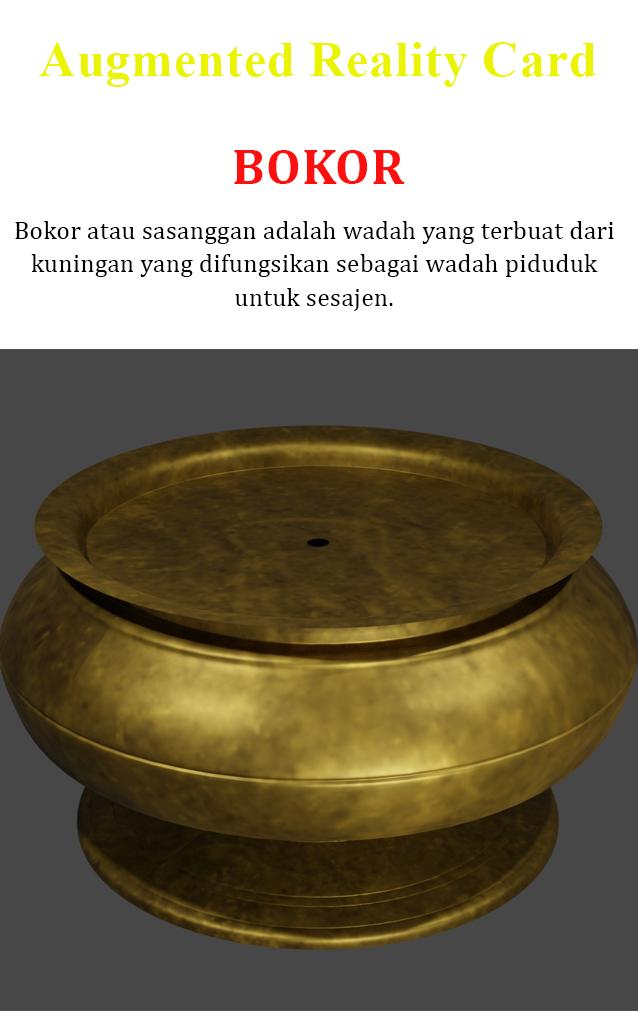 Augmented Reality Card
BOKOR
Bokor atau sasanggan adalah wadah yang terbuat dari
kuningan yang difungsikan sebagai wadah piduduk
untuk sesajen.